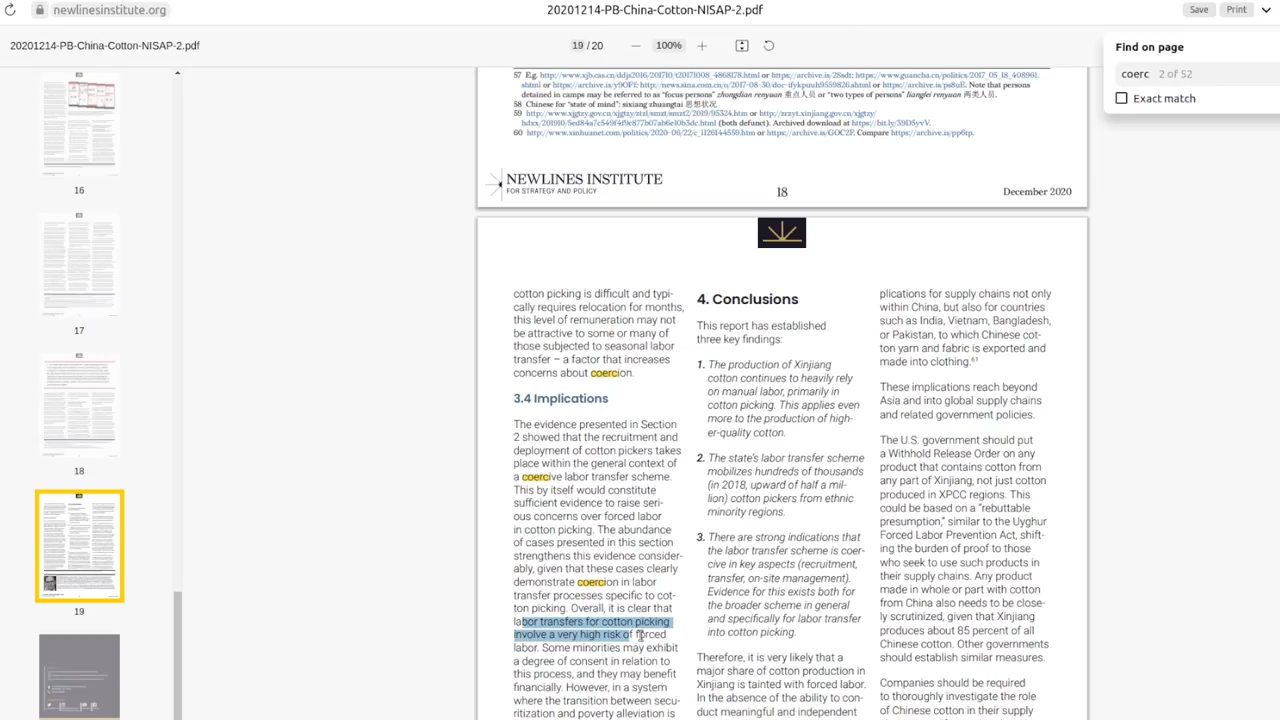 newlinesinstitute.org
20201214-PB-China-Cotton-NISAP-2.pdf
Save
Print
20201214-PB-China-Cotton-NISAP-2.pdf
19 / 20
100%
Find on page
coerc 2 of 52
Exact match
16
17
18
19
57 E.g. http://www.xjb.cas.cn/ddjs2016/201710/t20171008_4868178.html or https://archive.is/2Ssdt; https://www.guancha.cn/politics/2017_05_18_408961.
shtml or https://archive.is/y9OFf; http://news.sina.com.cn/o/2017-08-30/doc-ifykpuuh9559826.shtml or https://archive.is/ps8uF. Note that persons
detained in camps may be referred to as "focus persons" zhongdian renyuan 重点人员 or "two types of persons" liangfei renyuan 两类人员.
58 Chinese for "state of mind": sixiang zhuangtai 思想状况
59 http://www.xjgtzy.gov.cn/xjgtzy/ztzl/smzt/smzt2/2019/95324.htm or http://zrzyt.xinjiang.gov.cn/xjgtzy/
60 http://www.xinhuanet.com/politics/2020-06/22/c_1126144559.htm or https://archive.is/GOC2F. Compare https://archive.is/pp9tp.
NEWLINES INSTITUTE
FOR STRATEGY AND POLICY
18
December 2020
cotton picking is difficult and typi-
cally requires relocation for months,
this level of remuneration may not
be attractive to some or many of
those subjected to seasonal labor
transfer – a factor that increases
concerns about coercion.
3.4 Implications
The evidence presented in Section
2 showed that the recruitment and
deployment of cotton pickers takes
place within the general context of
a coercive labor transfer scheme.
This by itself would constitute
sufficient evidence to raise seri-
ous concerns over forced labor
in cotton picking. The abundance
of cases presented in this section
strengthens this evidence consider-
ably, given that these cases clearly
demonstrate coercion in labor
transfer processes specific to cot-
ton picking. Overall, it is clear that
labor transfers for cotton picking
involve a very high risk of forced
labor. Some minorities may exhibit
a degree of consent in relation to
this process, and they may benefit
financially. However, in a system
where the transition between secu-
ritization and poverty alleviation is
4. Conclusions
This report has established
three key findings:
1. The production of Xinjiang
cotton continues to heavily rely
on manual labor, primarily in
cotton picking. This applies even
more to the production of high-
er-quality cotton.
2. The state's labor transfer scheme
mobilizes hundreds of thousands
(in 2018, upward of half a mil-
lion) cotton pickers from ethnic
minority regions.
3. There are strong indications that
the labor transfer scheme is coer-
cive in key aspects (recruitment,
transfer, on-site management).
Evidence for this exists both for
the broader scheme in general
and specifically for labor transfer
into cotton picking.
Therefore, it is very likely that a
major share of cotton production in
Xinjiang is tainted with forced labor.
In the absence of the ability to con-
duct meaningful and independent
plications for supply chains not only
within China, but also for countries
such as India, Vietnam, Bangladesh,
or Pakistan, to which Chinese cot-
ton yarn and fabric is exported and
made into clothing.61
These implications reach beyond
Asia and into global supply chains
and related government policies.
The U.S. government should put
a Withhold Release Order on any
product that contains cotton from
any part of Xinjiang, not just cotton
produced in XPCC regions. This
could be based on a "rebuttable
presumption," similar to the Uyghur
Forced Labor Prevention Act, shift-
ing the burden of proof to those
who seek to use such products in
their supply chains. Any product
made in whole or part with cotton
from China also needs to be close-
ly scrutinized, given that Xinjiang
produces about 85 percent of all
Chinese cotton. Other governments
should establish similar measures.
Companies should be required
to thoroughly investigate the role
of Chinese cotton in their supply